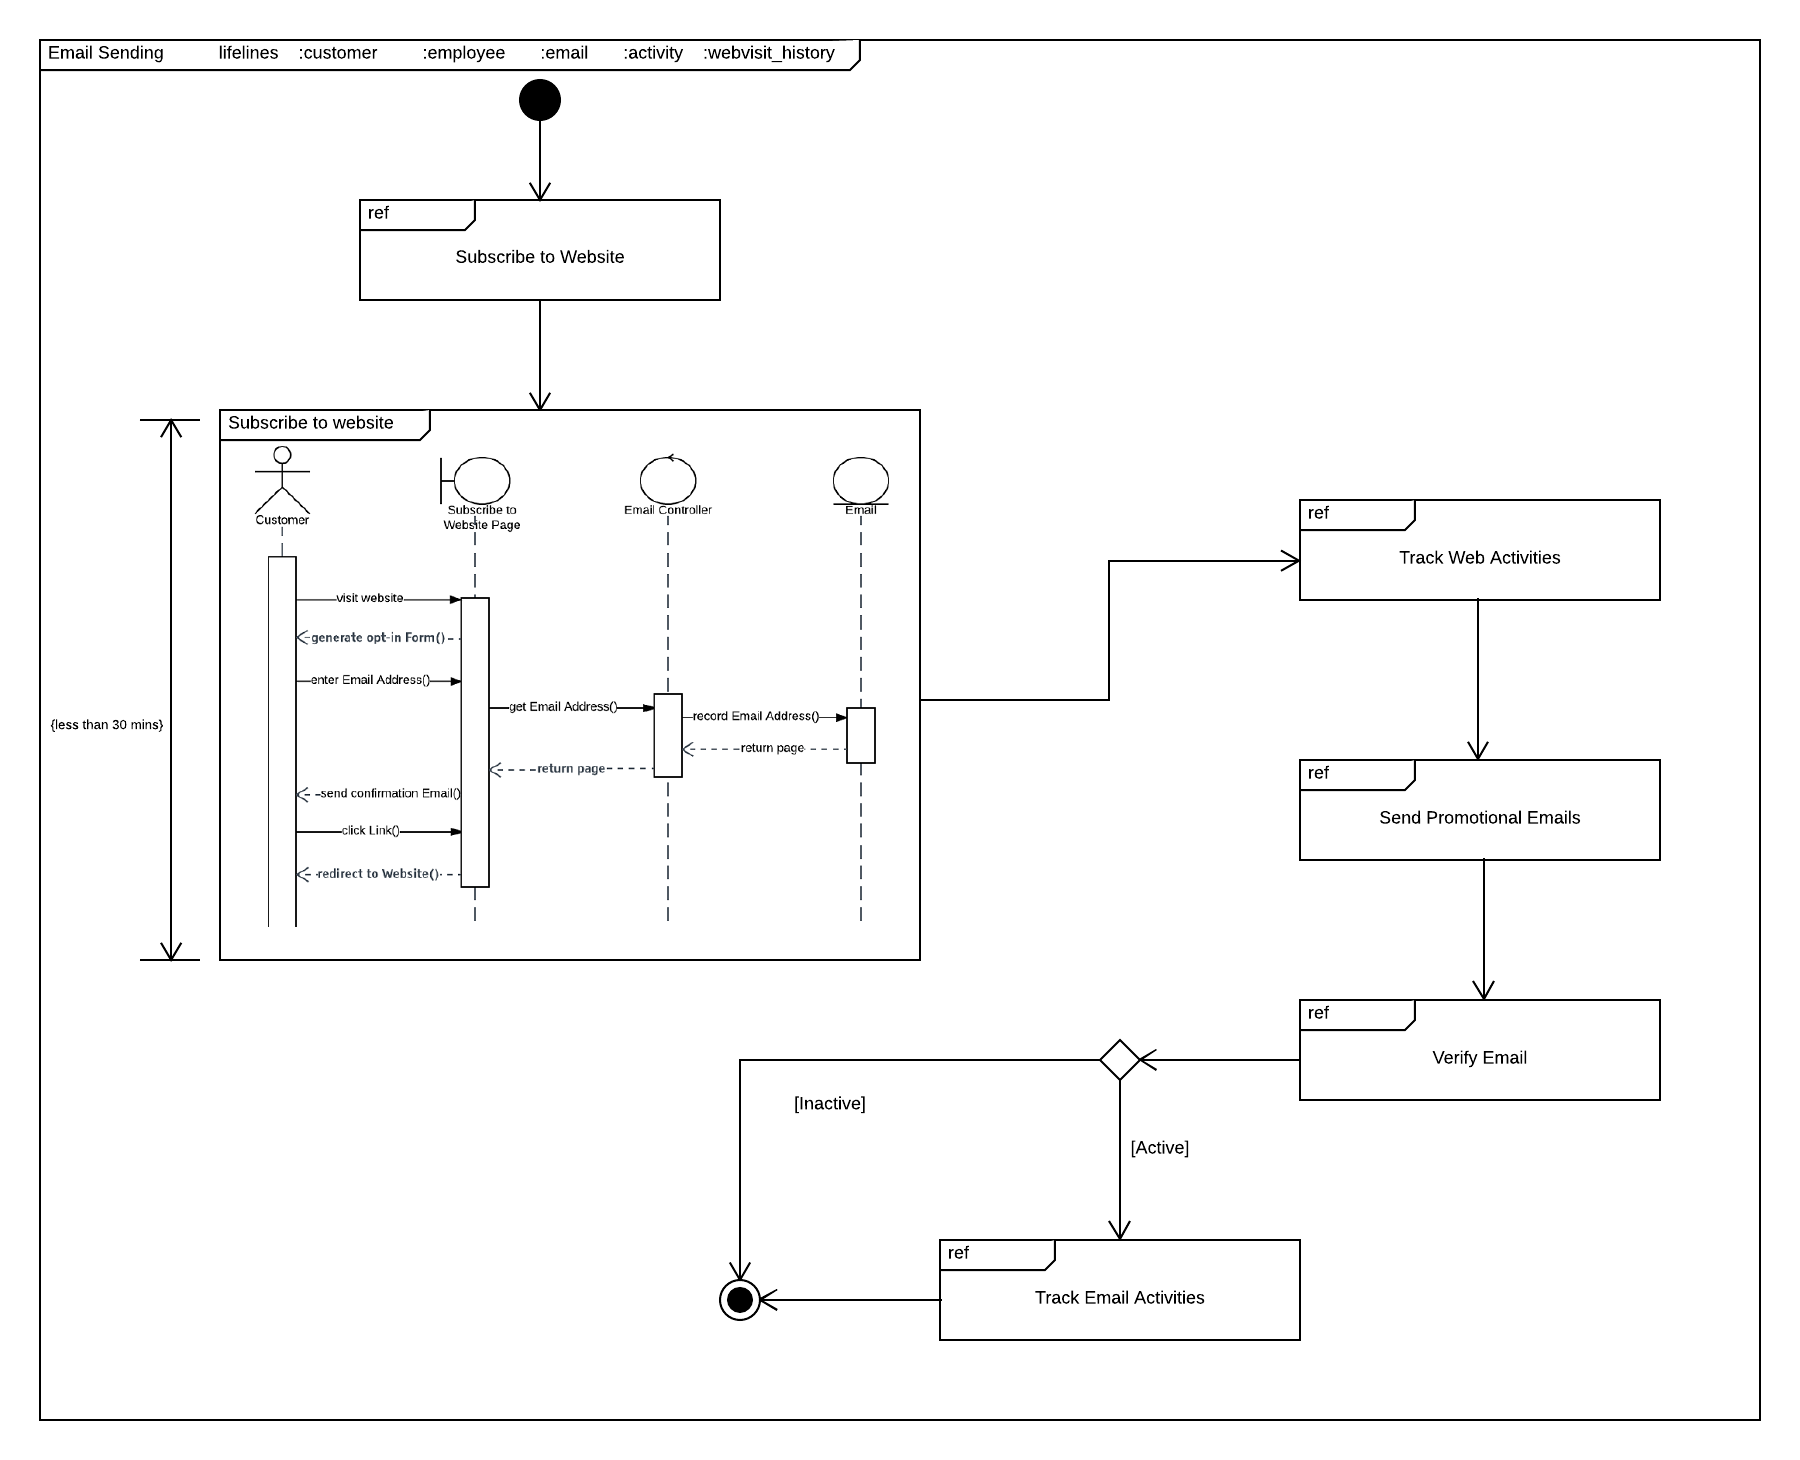 Email Sending lifelines :customer :employee :email :activity :webvisit_history
ref
Subscribe to Website
Subscribe to website
Customer
Subscribe to
Website Page
Email Controller
Email
visit website
generate opt-in Form()
enter Email Address()
get Email Address()
record Email Address()
return page
return page
send confirmation Email()
click Link()
redirect to Website()
{less than 30 mins}
ref
Track Web Activities
ref
Send Promotional Emails
ref
Verify Email
[Inactive]
[Active]
ref
Track Email Activities